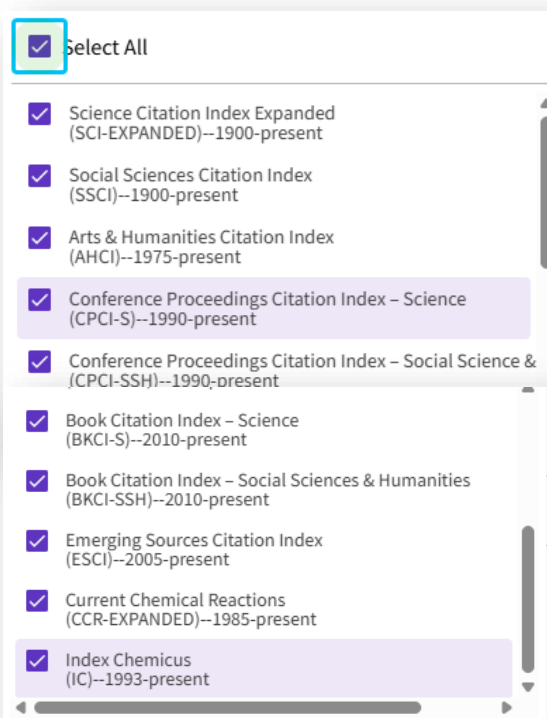 Select All
Science Citation Index Expanded
(SCI-EXPANDED)--1900-present
Social Sciences Citation Index
(SSCI)--1900-present
Arts & Humanities Citation Index
(AHCI)--1975-present
Conference Proceedings Citation Index – Science
(CPCI-S)--1990-present
Conference Proceedings Citation Index – Social Science &
(CPCI-SSH)--1990-present
Book Citation Index – Science
(BKCI-S)--2010-present
Book Citation Index – Social Sciences & Humanities
(BKCI-SSH)--2010-present
Emerging Sources Citation Index
(ESCI)--2005-present
Current Chemical Reactions
(CCR-EXPANDED)--1985-present
Index Chemicus
(IC)--1993-present